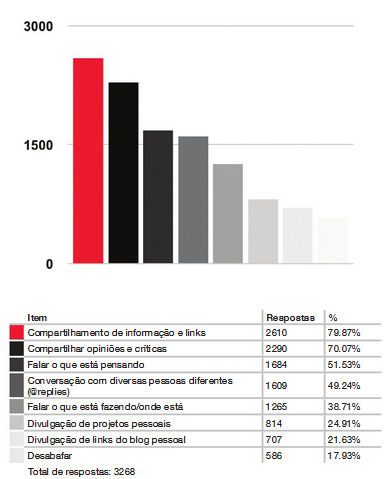 3000
1500
0
Item Respostas %
Compartilhamento de informação e links 2610 79.87%
Compartilhar opiniões e críticas 2290 70.07%
Falar o que está pensando 1684 51.53%
Conversação com diversas pessoas diferentes
(@replies) 1609 49.24%
Falar o que está fazendo/onde está 1265 38.71%
Divulgação de projetos pessoais 814 24.91%
Divulgação de links do blog pessoal 707 21.63%
Desabafar 586 17.93%
Total de respostas: 3268